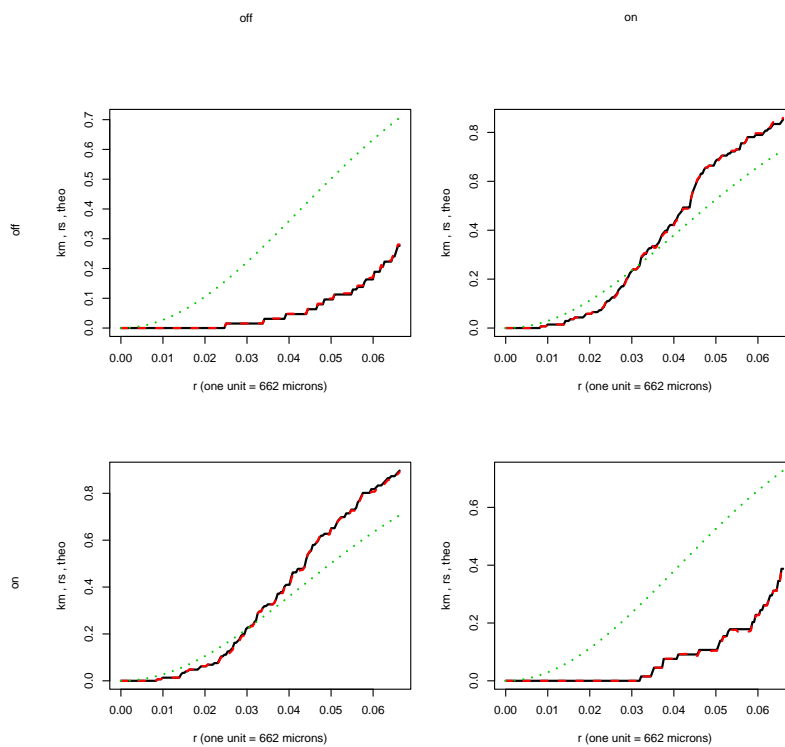 off
on
off
km , rs , theo
0.0 0.1 0.2 0.3 0.4 0.5 0.6 0.7
0.00 0.01 0.02 0.03 0.04 0.05 0.06
r (one unit = 662 microns)
km , rs , theo
0.0 0.2 0.4 0.6 0.8
0.00 0.01 0.02 0.03 0.04 0.05 0.06
r (one unit = 662 microns)
on
km , rs , theo
0.0 0.2 0.4 0.6 0.8
0.00 0.01 0.02 0.03 0.04 0.05 0.06
r (one unit = 662 microns)
km , rs , theo
0.0 0.2 0.4 0.6
0.00 0.01 0.02 0.03 0.04 0.05 0.06
r (one unit = 662 microns)